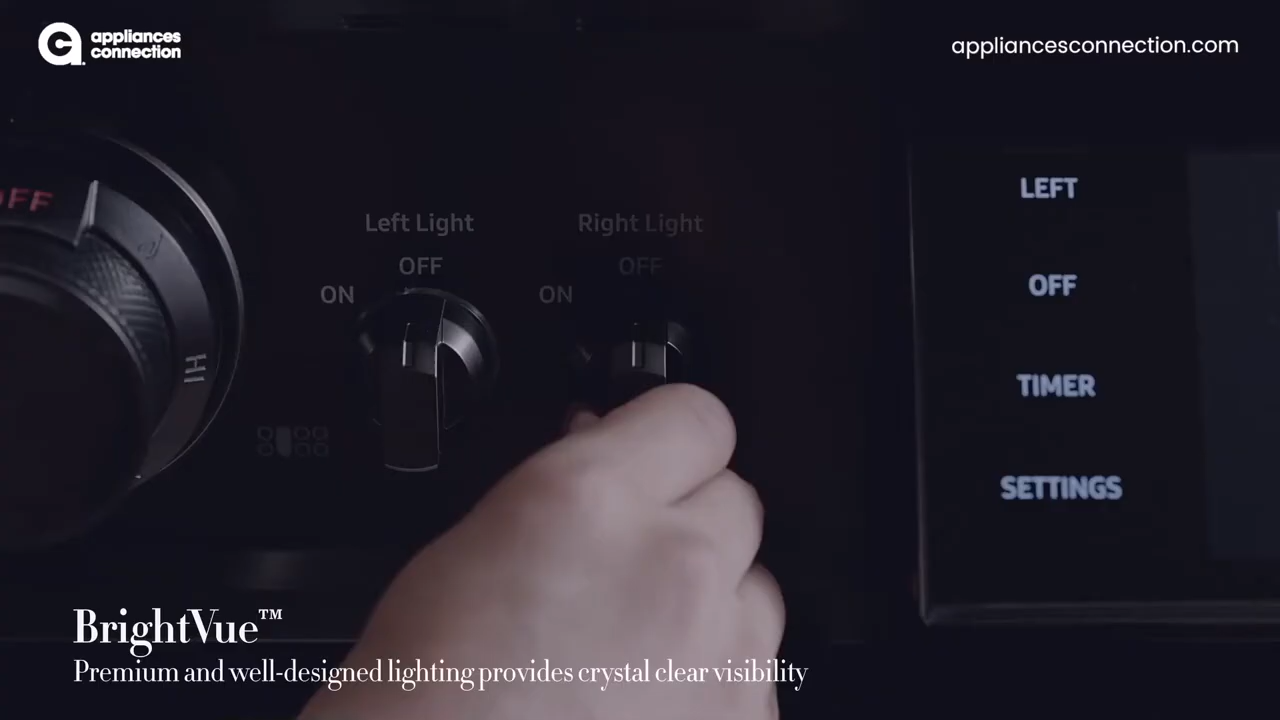 appliances
connection
appliancesconnection.com
OFF
HI
Left Light
OFF
ON
Right Light
OFF
ON
LEFT
OFF
TIMER
SETTINGS
BrightVue™
Premium and well-designed lighting provides crystal clear visibility